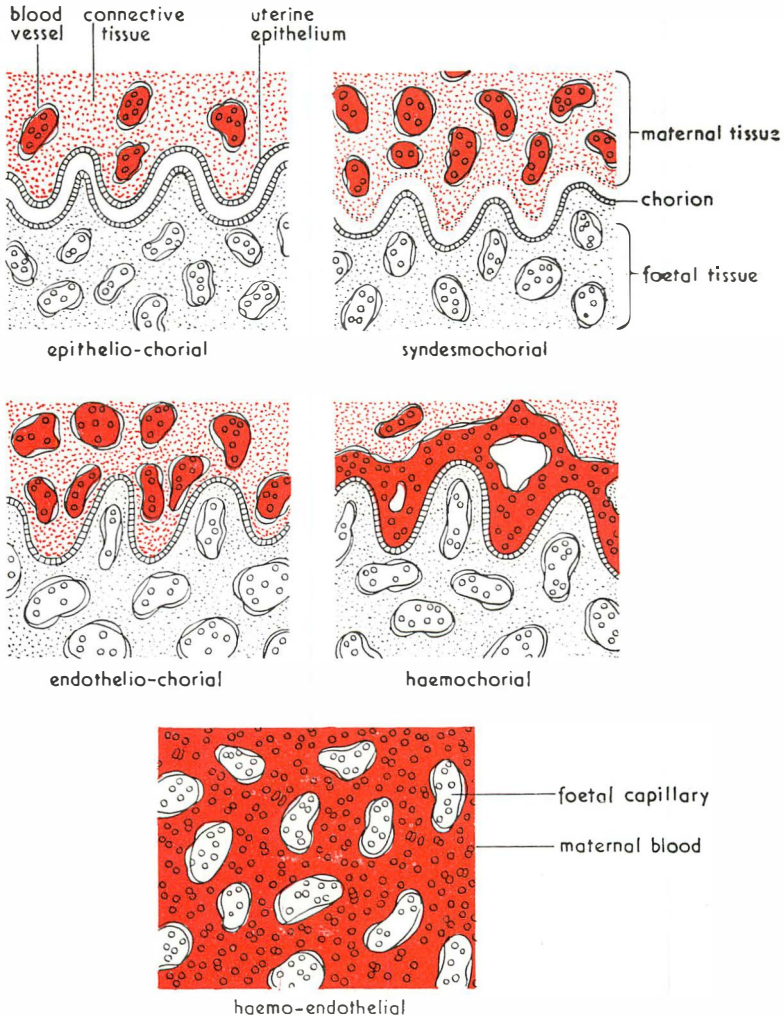 blood
vessel
connective
tissue
uterine
epithelium
maternal tissue
chorion
foetal tissue
epithelio-chorial
syndesmochorial
endothelio-chorial
haemochorial
foetal capillary
maternal blood
haemo-endothelial